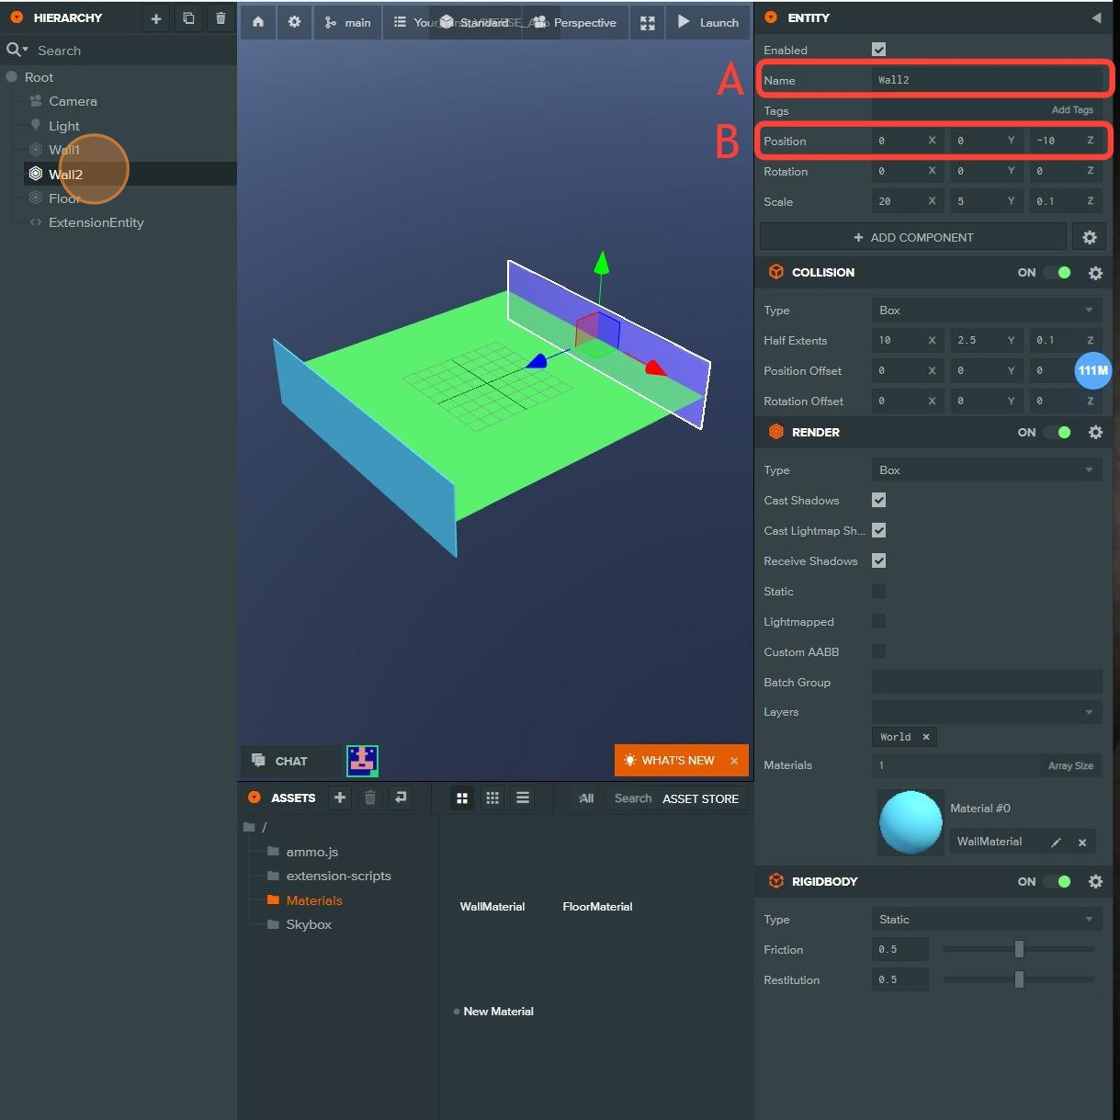 HIERARCHY
Search
Root
Camera
Light
Wall1
Wall2
Floor
ExtensionEntity
main
Standard
Perspective
Launch
CHAT
WHAT'S NEW
ASSETS
All
Search
ASSET STORE
/
ammo.js
extension-scripts
Materials
Skybox
WallMaterial
FloorMaterial
New Material
ENTITY
Enabled
A
Name Wall2
Tags Add Tags
B
Position 0 X 0 Y -10 Z
Rotation 0 X 0 Y 0 Z
Scale 20 X 5 Y 0.1 Z
+ ADD COMPONENT
COLLISION ON
Type Box
Half Extents 10 X 2.5 Y 0.1 Z
Position Offset 0 X 0 Y 0
111M
Rotation Offset 0 X 0 Y 0 Z
RENDER ON
Type Box
Cast Shadows
Cast Lightmap Sh...
Receive Shadows
Static
Lightmapped
Custom AABB
Batch Group
Layers
World
Materials 1 Array Size
Material #0
WallMaterial
RIGIDBODY ON
Type Static
Friction 0.5
Restitution 0.5